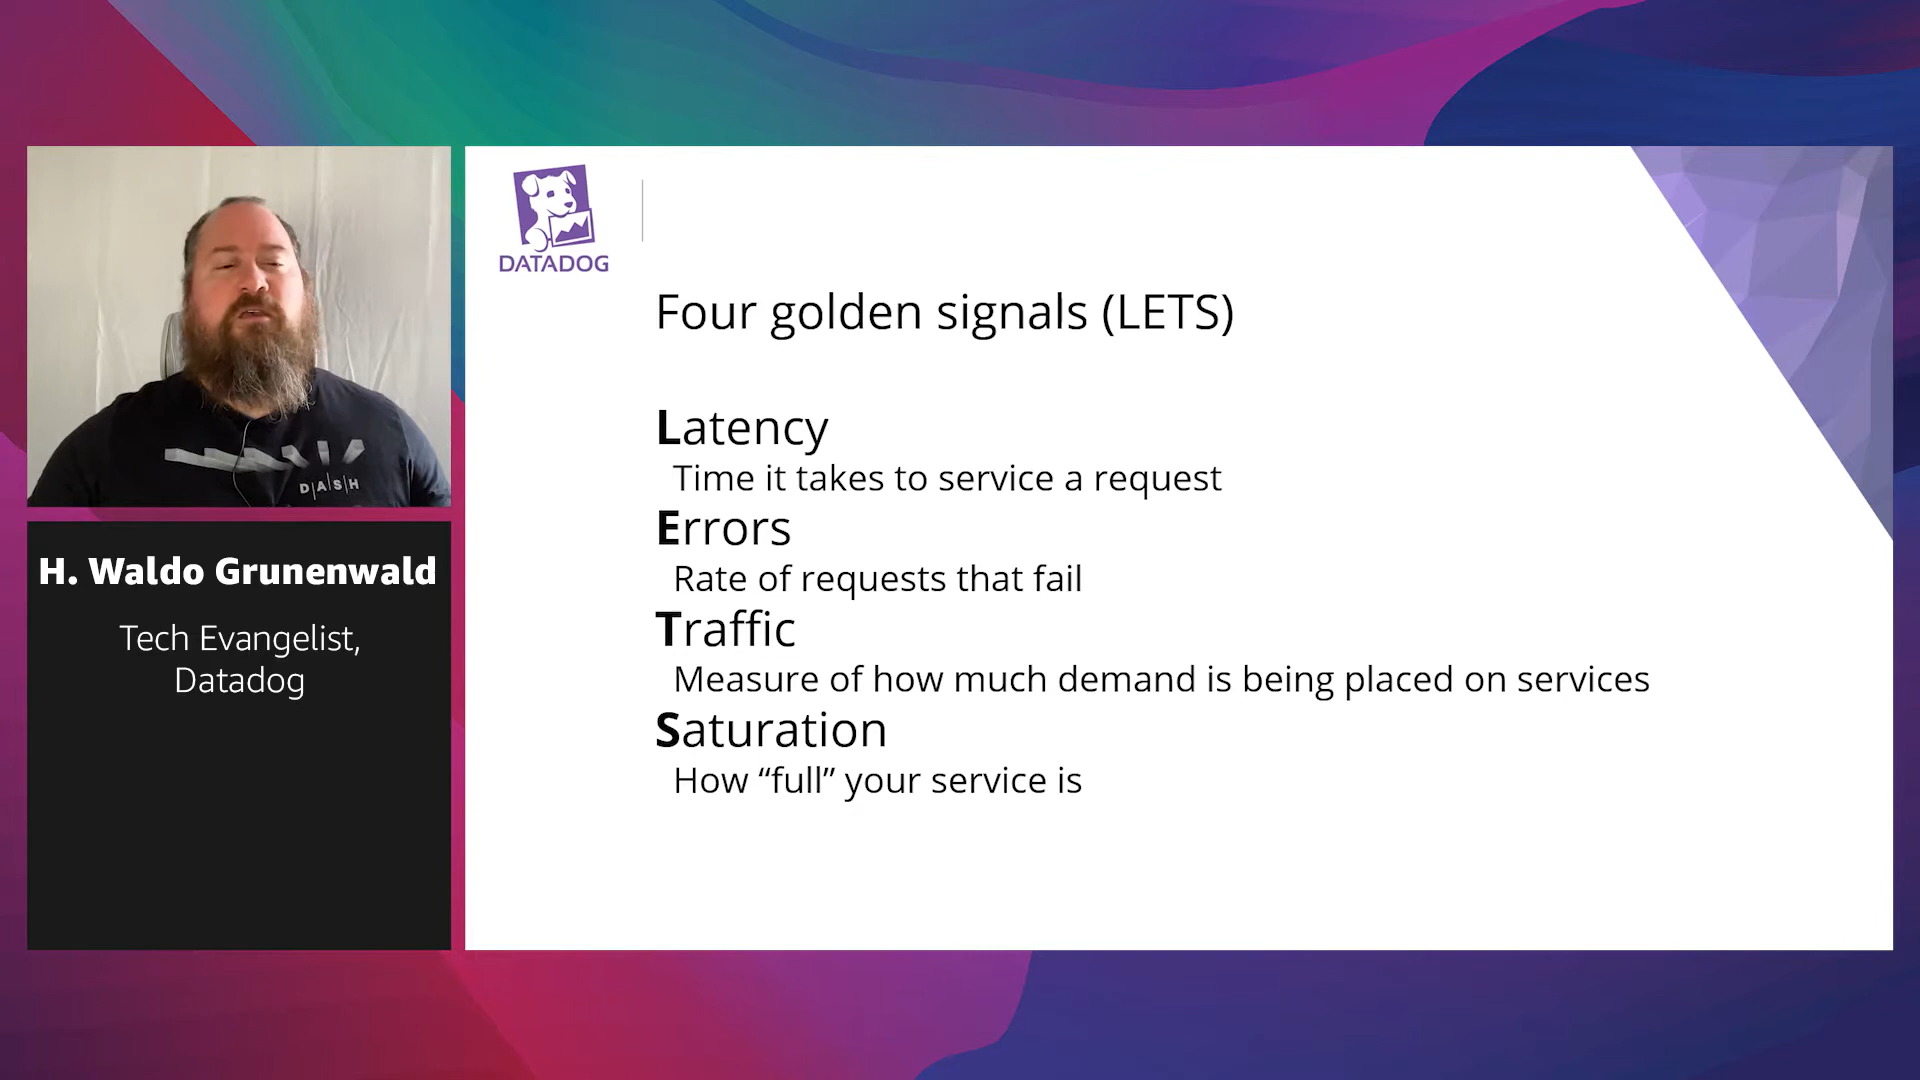 D|A|S|H
H. Waldo Grunenwald
Tech Evangelist,
Datadog
DATADOG
Four golden signals (LETS)
Latency
Time it takes to service a request
Errors
Rate of requests that fail
Traffic
Measure of how much demand is being placed on services
Saturation
How “full” your service is